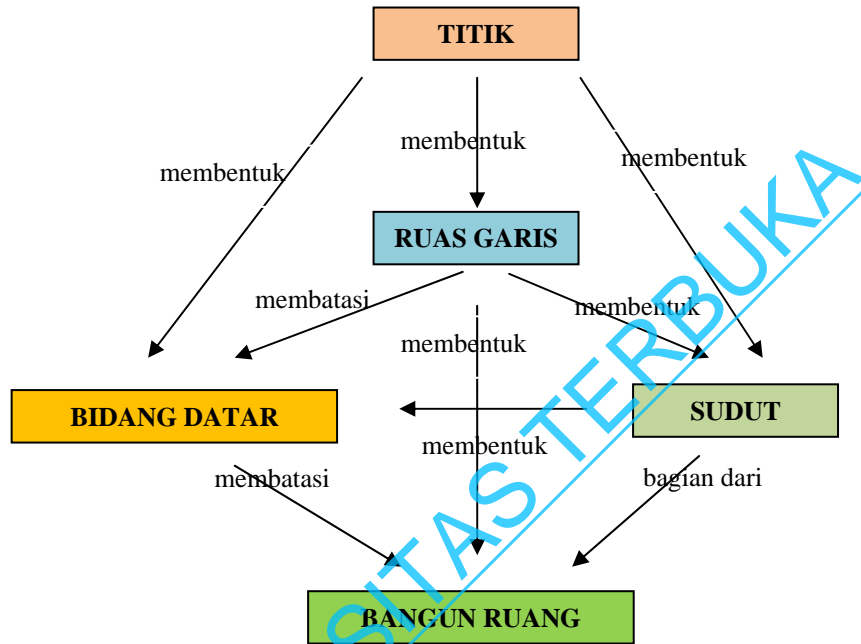 TITIK
membentuk
membentuk
membentuk
RUAS GARIS
membatasi
membentuk
membentuk
BIDANG DATAR
SUDUT
membentuk
membatasi
bagian dari
BANGUN RUANG
SITAS TERBUKA